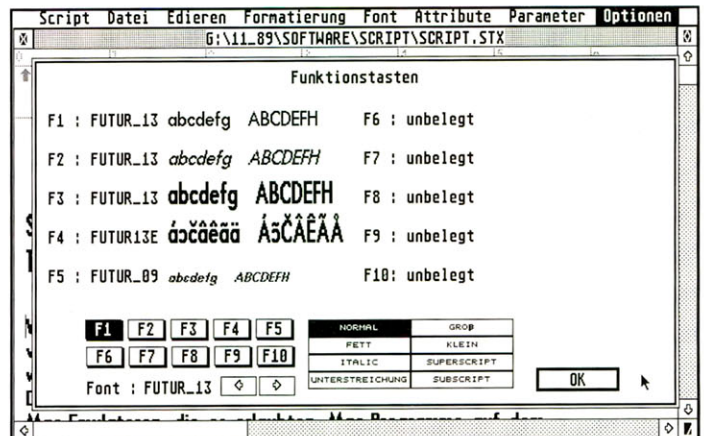 Script Datei Edieren Formatierung Font Attribute Parameter Optionen
G:\11_89\SOFTWARE\SCRIPT\SCRIPT.STX
Funktionstasten
F1 : FUTUR_13 abcdefg ABCDEFH F6 : unbelegt
F2 : FUTUR_13 abcdefg ABCDEFH F7 : unbelegt
F3 : FUTUR_13 abcdefg ABCDEFH F8 : unbelegt
F4 : FUTUR13E áɔčâêãä ÁɔČÂÊÃÅ F9 : unbelegt
F5 : FUTUR_09 abcdefg ABCDEFH F10: unbelegt
F1 F2 F3 F4 F5
F6 F7 F8 F9 F10
Font : FUTUR_13
NORMAL GROß
FETT KLEIN
ITALIC SUPERSCRIPT
UNTERSTREICHUNG SUBSCRIPT
OK